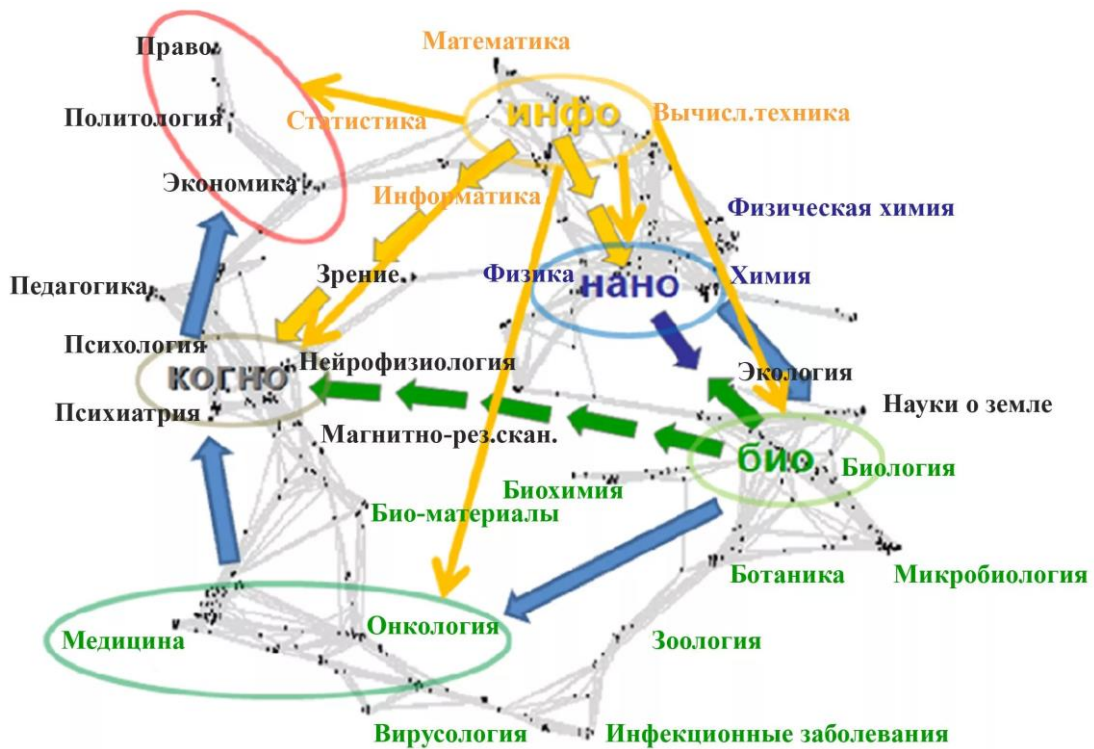 Право
Математика
Политология
Статистика
инфо
Вычисл.техника
Экономика
Информатика
Физическая химия
Педагогика
Зрение
Физика
нано
Химия
Психология
когно
Нейрофизиология
Экология
Психиатрия
Магнитно-рез.скан.
Науки о земле
био
Биология
Биохимия
Био-материалы
Ботаника
Микробиология
Медицина
Онкология
Зоология
Вирусология
Инфекционные заболевания